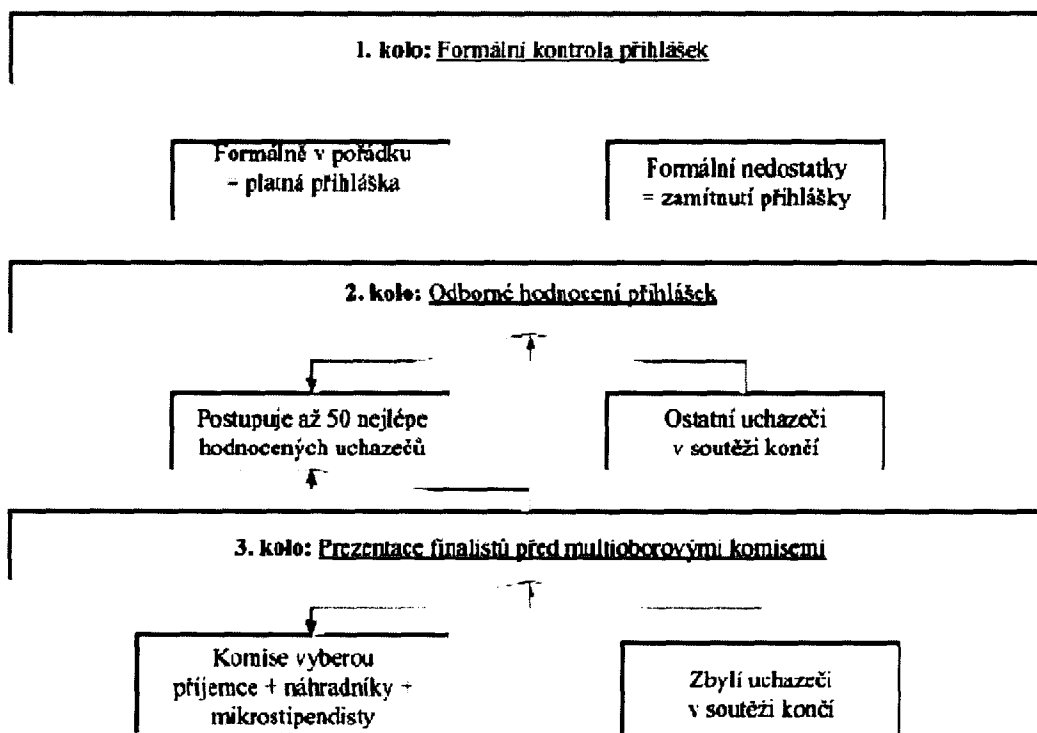 1. kolo: Formální kontrola přihlášek
Formálně v pořádku
= platná přihláška
Formální nedostatky
= zamítnutí přihlášky
2. kolo: Odborné hodnocení přihlášek
Postupuje až 50 nejlépe
hodnocených uchazečů
Ostatní uchazeči
v soutěži končí
3. kolo: Prezentace finalistů před multioborovými komisemi
Komise vyberou
příjemce + náhradníky +
mikrostipendisty
Zbylí uchazeči
v soutěži končí